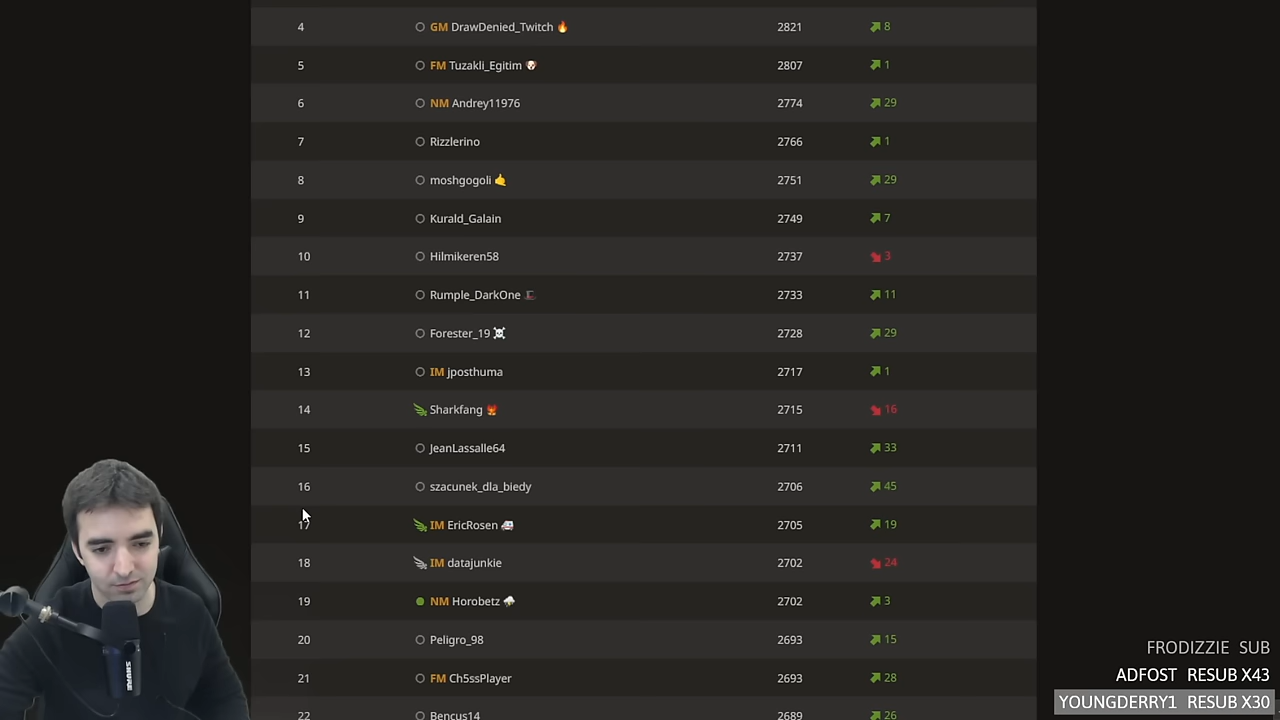 4 GM DrawDenied_Twitch 2821 8
5 FM Tuzakli_Egitim 2807 1
6 NM Andrey11976 2774 29
7 Rizzlerino 2766 1
8 moshgogoli 2751 29
9 Kurald_Galain 2749 7
10 Hilmikeren58 2737 3
11 Rumple_DarkOne 2733 11
12 Forester_19 2728 29
13 IM jposthuma 2717 1
14 Sharkfang 2715 16
15 JeanLassalle64 2711 33
16 szacunek_dla_biedy 2706 45
17 IM EricRosen 2705 19
18 IM datajunkie 2702 24
19 NM Horobetz 2702 3
20 Peligro_98 2693 15
21 FM Ch5ssPlayer 2693 28
22 Bencus14 2689 26
SHURE
FRODIZZIE SUB
ADFOST RESUB X43
YOUNGDERRY1 RESUB X30